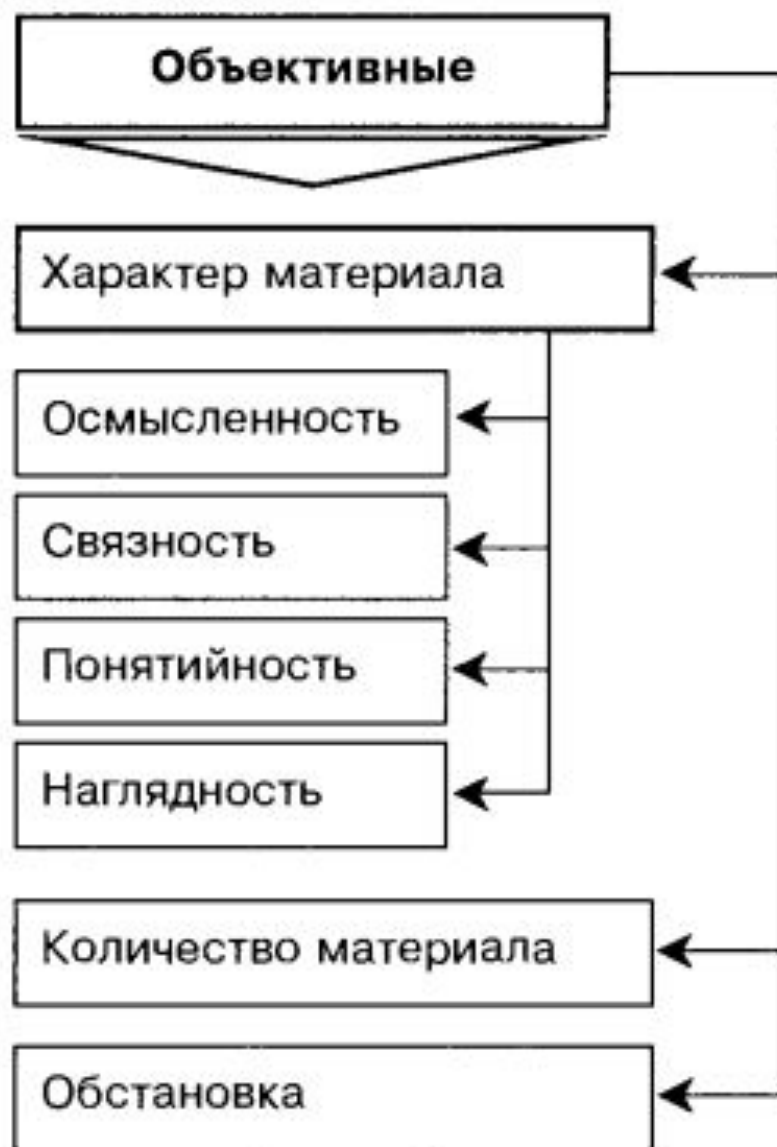 Объективные
Характер материала
Осмысленность
Связность
Понятийность
Наглядность
Количество материала
Обстановка